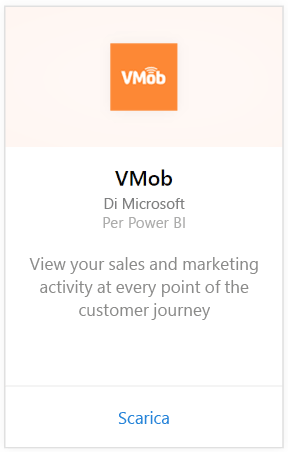 VMob
VMob
Di Microsoft
Per Power BI
View your sales and marketing
activity at every point of the
customer journey
Scarica